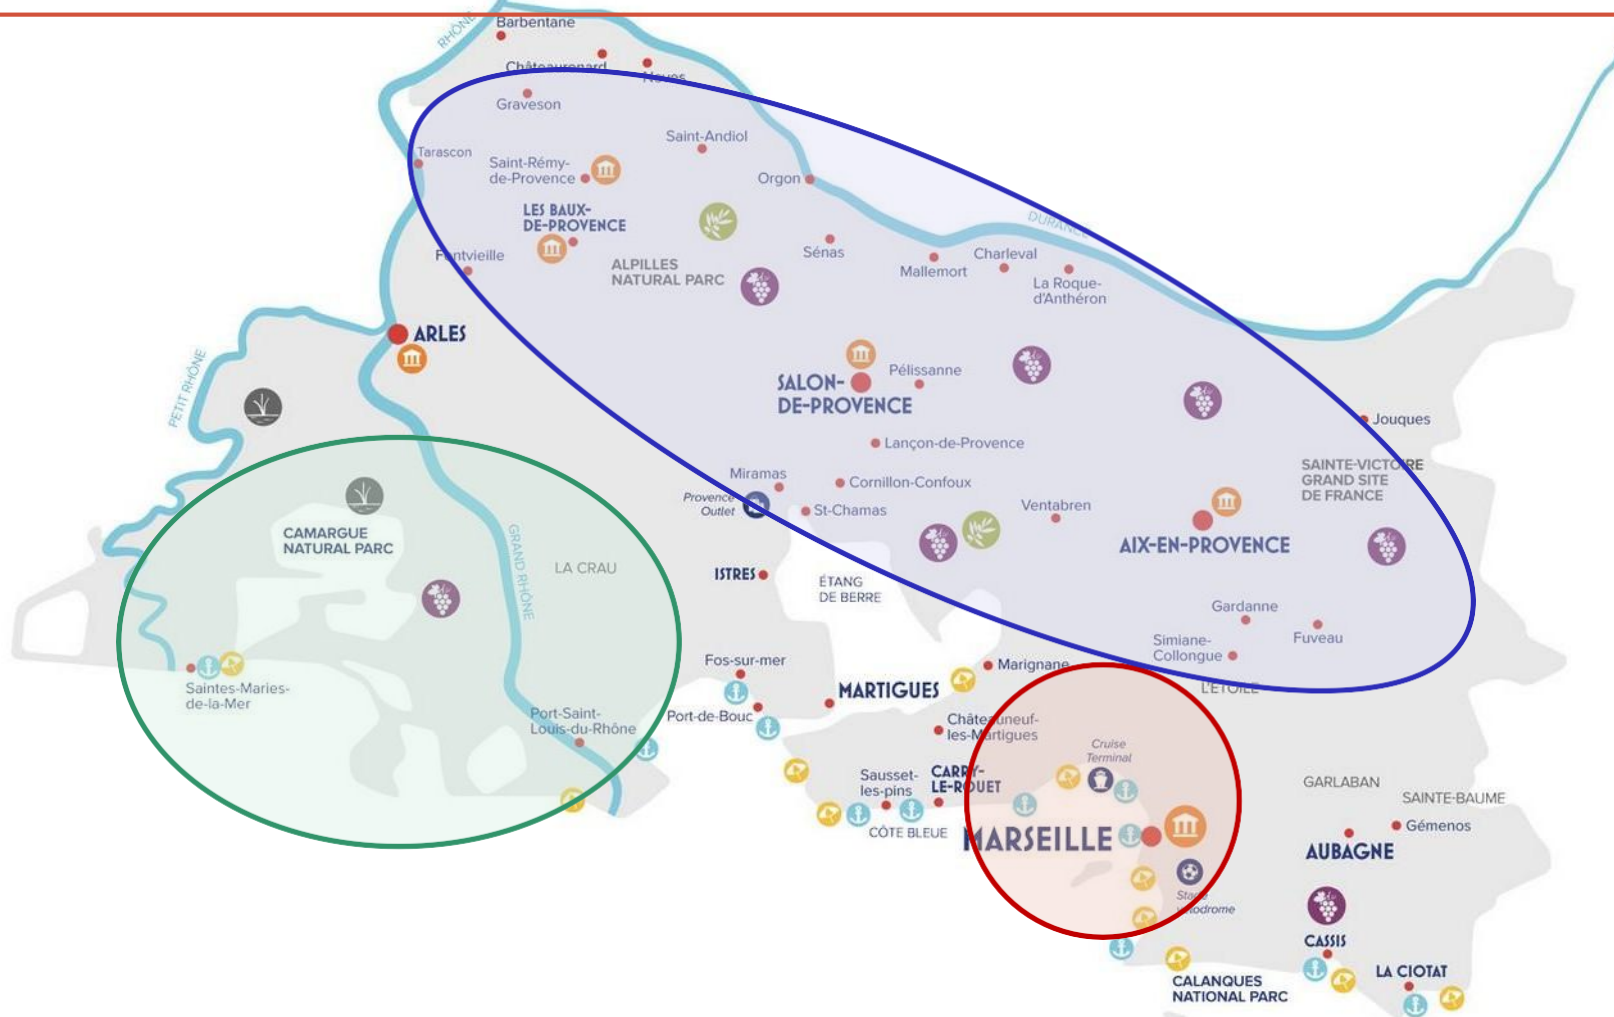 RHÔNE
Barbentane
Châteaurenard
Noves
Graveson
Saint-Andiol
Tarascon
Saint-Rémy-
de-Provence
Orgon
LES BAUX-
DE-PROVENCE
DURANCE
Fontvieille
Sénas
Charleval
ALPILLES
NATURAL PARC
Mallemort
La Roque-
d'Anthéron
ARLES
PETIT RHÔNE
Pélissanne
SALON-
DE-PROVENCE
Jouques
Lançon-de-Provence
SAINTE-VICTOIRE
GRAND SITE
DE FRANCE
Miramas
Cornillon-Confoux
Provence
Outlet
St-Chamas
Ventabren
CAMARGUE
NATURAL PARC
AIX-EN-PROVENCE
GRAND RHÔNE
LA CRAU
ISTRES
ÉTANG
DE BERRE
Gardanne
Fuveau
Simiane-
Collongue
Fos-sur-mer
Marignane
L'ÉTOILE
Saintes-Maries-
de-la-Mer
MARTIGUES
Port-Saint-
Louis-du-Rhône
Port-de-Bouc
Châteauneuf-
les-Martigues
Cruise
Terminal
Sausset-
les-pins
CARRY-
LE-ROUET
GARLABAN
SAINTE-BAUME
CÔTE BLEUE
MARSEILLE
Gémenos
AUBAGNE
Stade
vélodrome
CASSIS
LA CIOTAT
CALANQUES
NATIONAL PARC